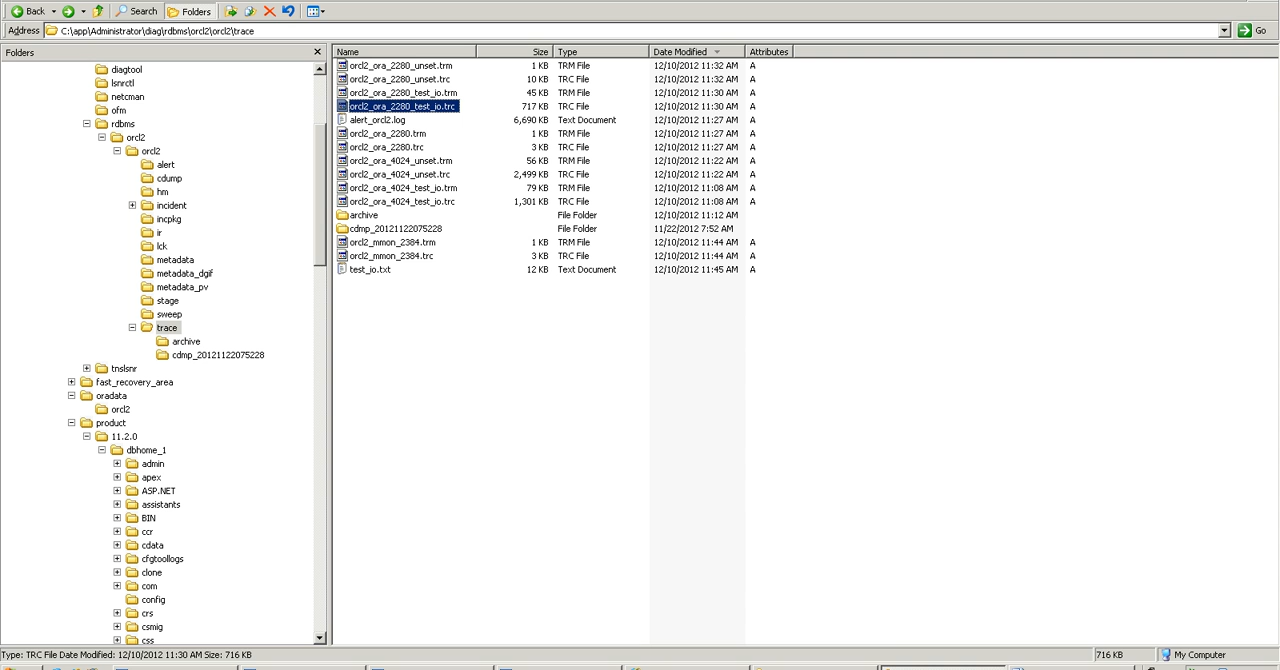 Back Search Folders
Address C:\app\Administrator\diag\rdbms\orcl2\orcl2\trace Go
Folders
diagtool
lsnrctl
netcman
ofm
rdbms
orcl2
orcl2
alert
cdump
hm
incident
incpkg
ir
lck
metadata
metadata_dgif
metadata_pv
stage
sweep
trace
archive
cdmp_20121122075228
tnslsnr
fast_recovery_area
oradata
orcl2
product
11.2.0
dbhome_1
admin
apex
ASP.NET
assistants
BIN
ccr
cdata
cfgtoollogs
clone
com
config
crs
csmig
css
Name Size Type Date Modified Attributes
orcl2_ora_2280_unset.trm 1 KB TRM File 12/10/2012 11:32 AM A
orcl2_ora_2280_unset.trc 10 KB TRC File 12/10/2012 11:32 AM A
orcl2_ora_2280_test_io.trm 45 KB TRM File 12/10/2012 11:30 AM A
orcl2_ora_2280_test_io.trc 717 KB TRC File 12/10/2012 11:30 AM A
alert_orcl2.log 6,690 KB Text Document 12/10/2012 11:27 AM A
orcl2_ora_2280.trm 1 KB TRM File 12/10/2012 11:27 AM A
orcl2_ora_2280.trc 3 KB TRC File 12/10/2012 11:27 AM A
orcl2_ora_4024_unset.trm 56 KB TRM File 12/10/2012 11:22 AM A
orcl2_ora_4024_unset.trc 2,499 KB TRC File 12/10/2012 11:22 AM A
orcl2_ora_4024_test_io.trm 79 KB TRM File 12/10/2012 11:08 AM A
orcl2_ora_4024_test_io.trc 1,301 KB TRC File 12/10/2012 11:08 AM A
archive File Folder 12/10/2012 11:12 AM
cdmp_20121122075228 File Folder 11/22/2012 7:52 AM
orcl2_mmon_2384.trm 1 KB TRM File 12/10/2012 11:44 AM A
orcl2_mmon_2384.trc 3 KB TRC File 12/10/2012 11:44 AM A
test_io.txt 12 KB Text Document 12/10/2012 11:45 AM A
Type: TRC File Date Modified: 12/10/2012 11:30 AM Size: 716 KB 716 KB My Computer